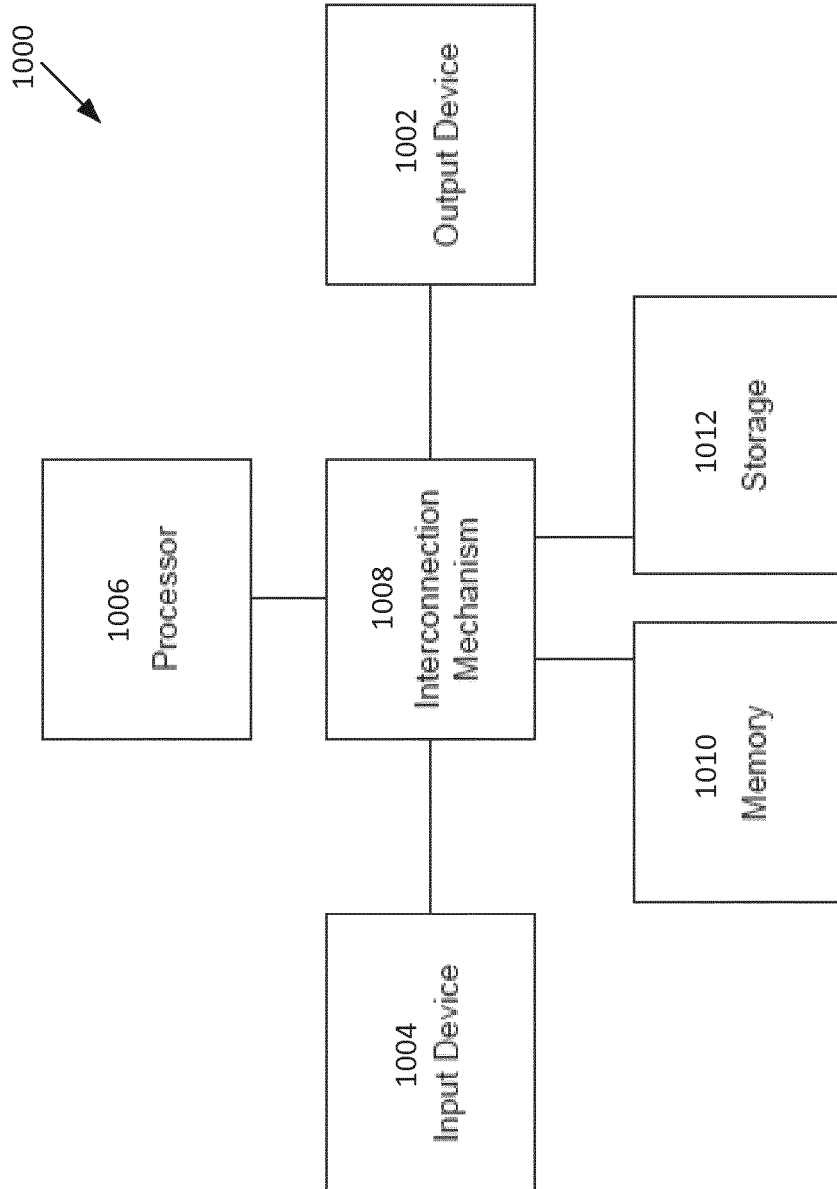 1000
1006
Processor
1004
Input Device
1008
Interconnection
Mechanism
1002
Output Device
1010
Memory
1012
Storage